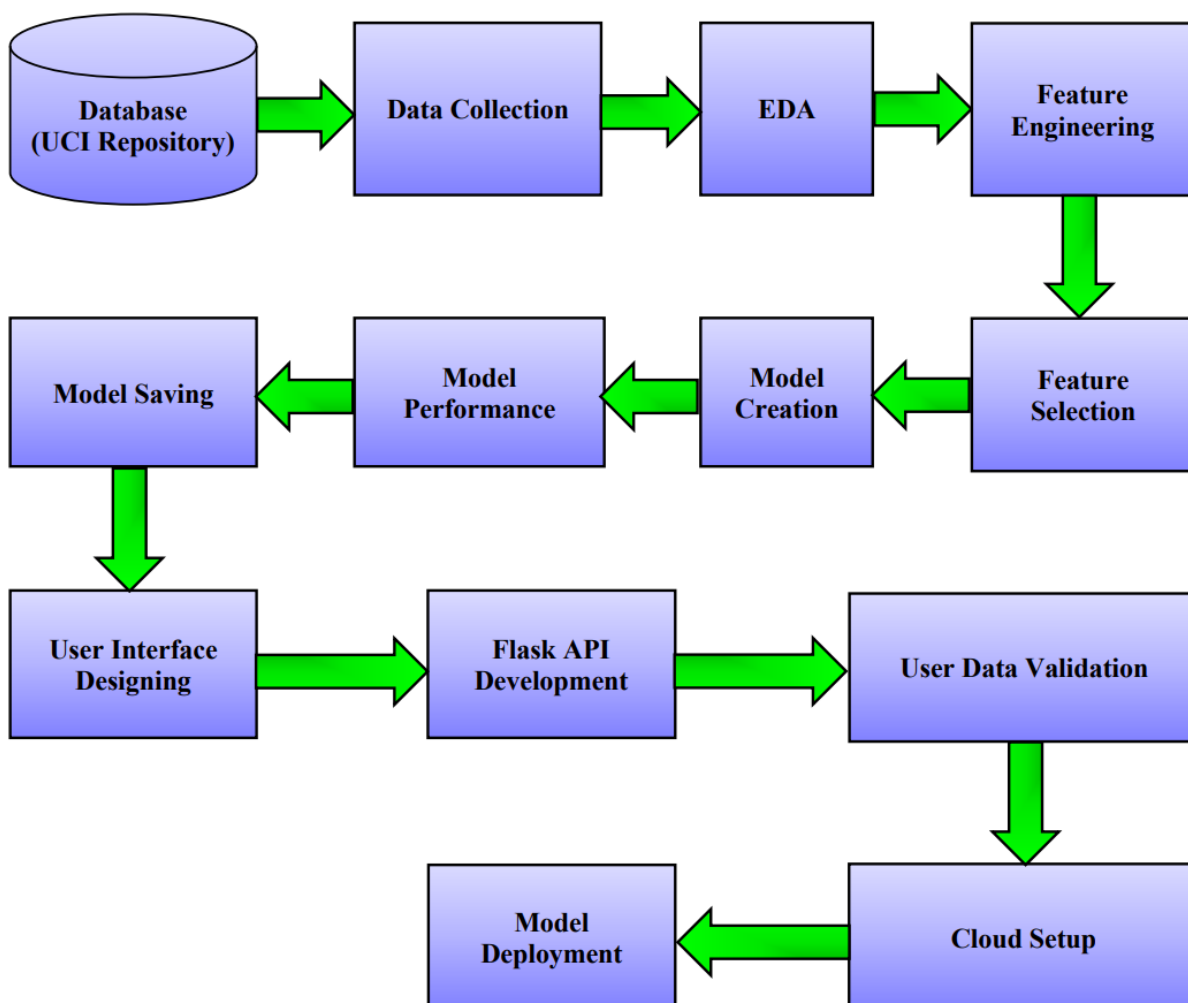 Database
(UCI Repository)
Data Collection
EDA
Feature
Engineering
Model Saving
Model
Performance
Model
Creation
Feature
Selection
User Interface
Designing
Flask API
Development
User Data Validation
Model
Deployment
Cloud Setup